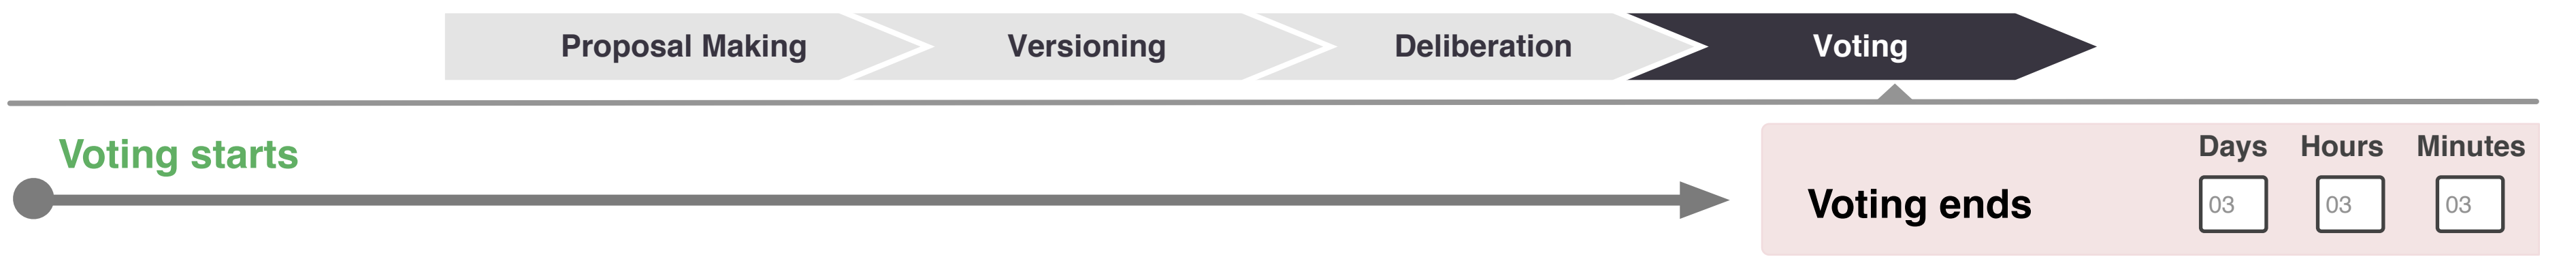 Proposal Making
Versioning
Deliberation
Voting
Voting starts
Days Hours Minutes
Voting ends 03 03 03